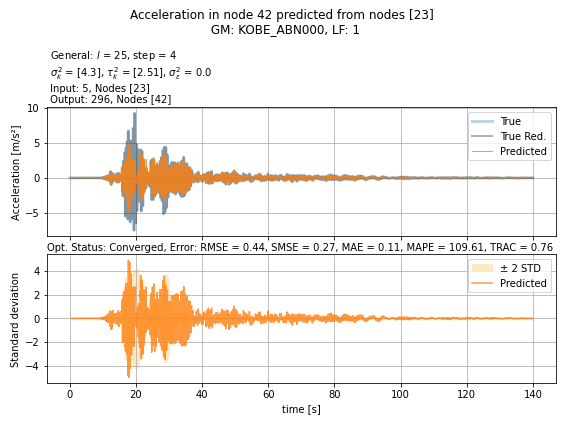 Acceleration in node 42 predicted from nodes [23]
GM: KOBE_ABN000, LF: 1
General: l = 25, step = 4
σ²ₖ = [4.3], τ²ₖ = [2.51], σ²ε = 0.0
Input: 5, Nodes [23]
Output: 296, Nodes [42]
Acceleration [m/s²]
10
5
0
−5
True
True Red.
Predicted
Opt. Status: Converged, Error: RMSE = 0.44, SMSE = 0.27, MAE = 0.11, MAPE = 109.61, TRAC = 0.76
Standard deviation
4
2
0
−2
−4
± 2 STD
Predicted
0 20 40 60 80 100 120 140
time [s]